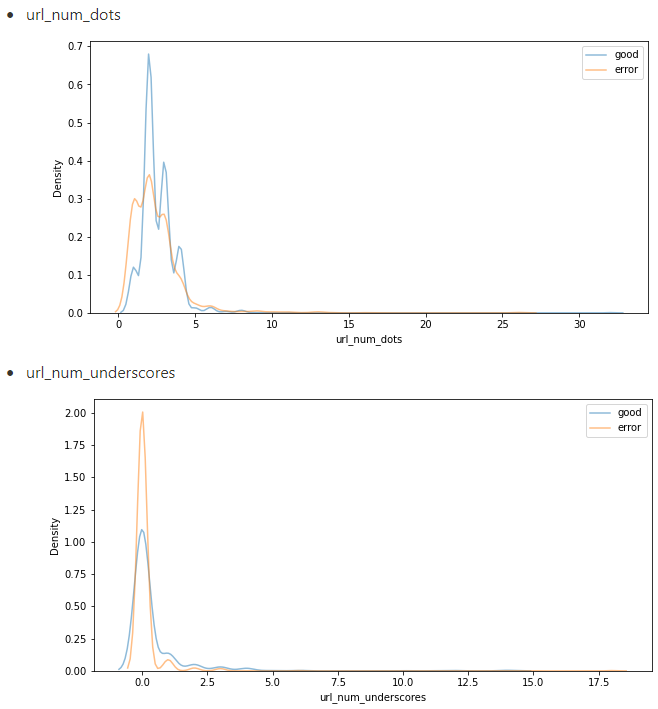 • url_num_dots
0.7
0.6
0.5
0.4
0.3
0.2
0.1
0.0
Density
good
error
0 5 10 15 20 25 30
url_num_dots
• url_num_underscores
2.00
1.75
1.50
1.25
1.00
0.75
0.50
0.25
0.00
Density
good
error
0.0 2.5 5.0 7.5 10.0 12.5 15.0 17.5
url_num_underscores